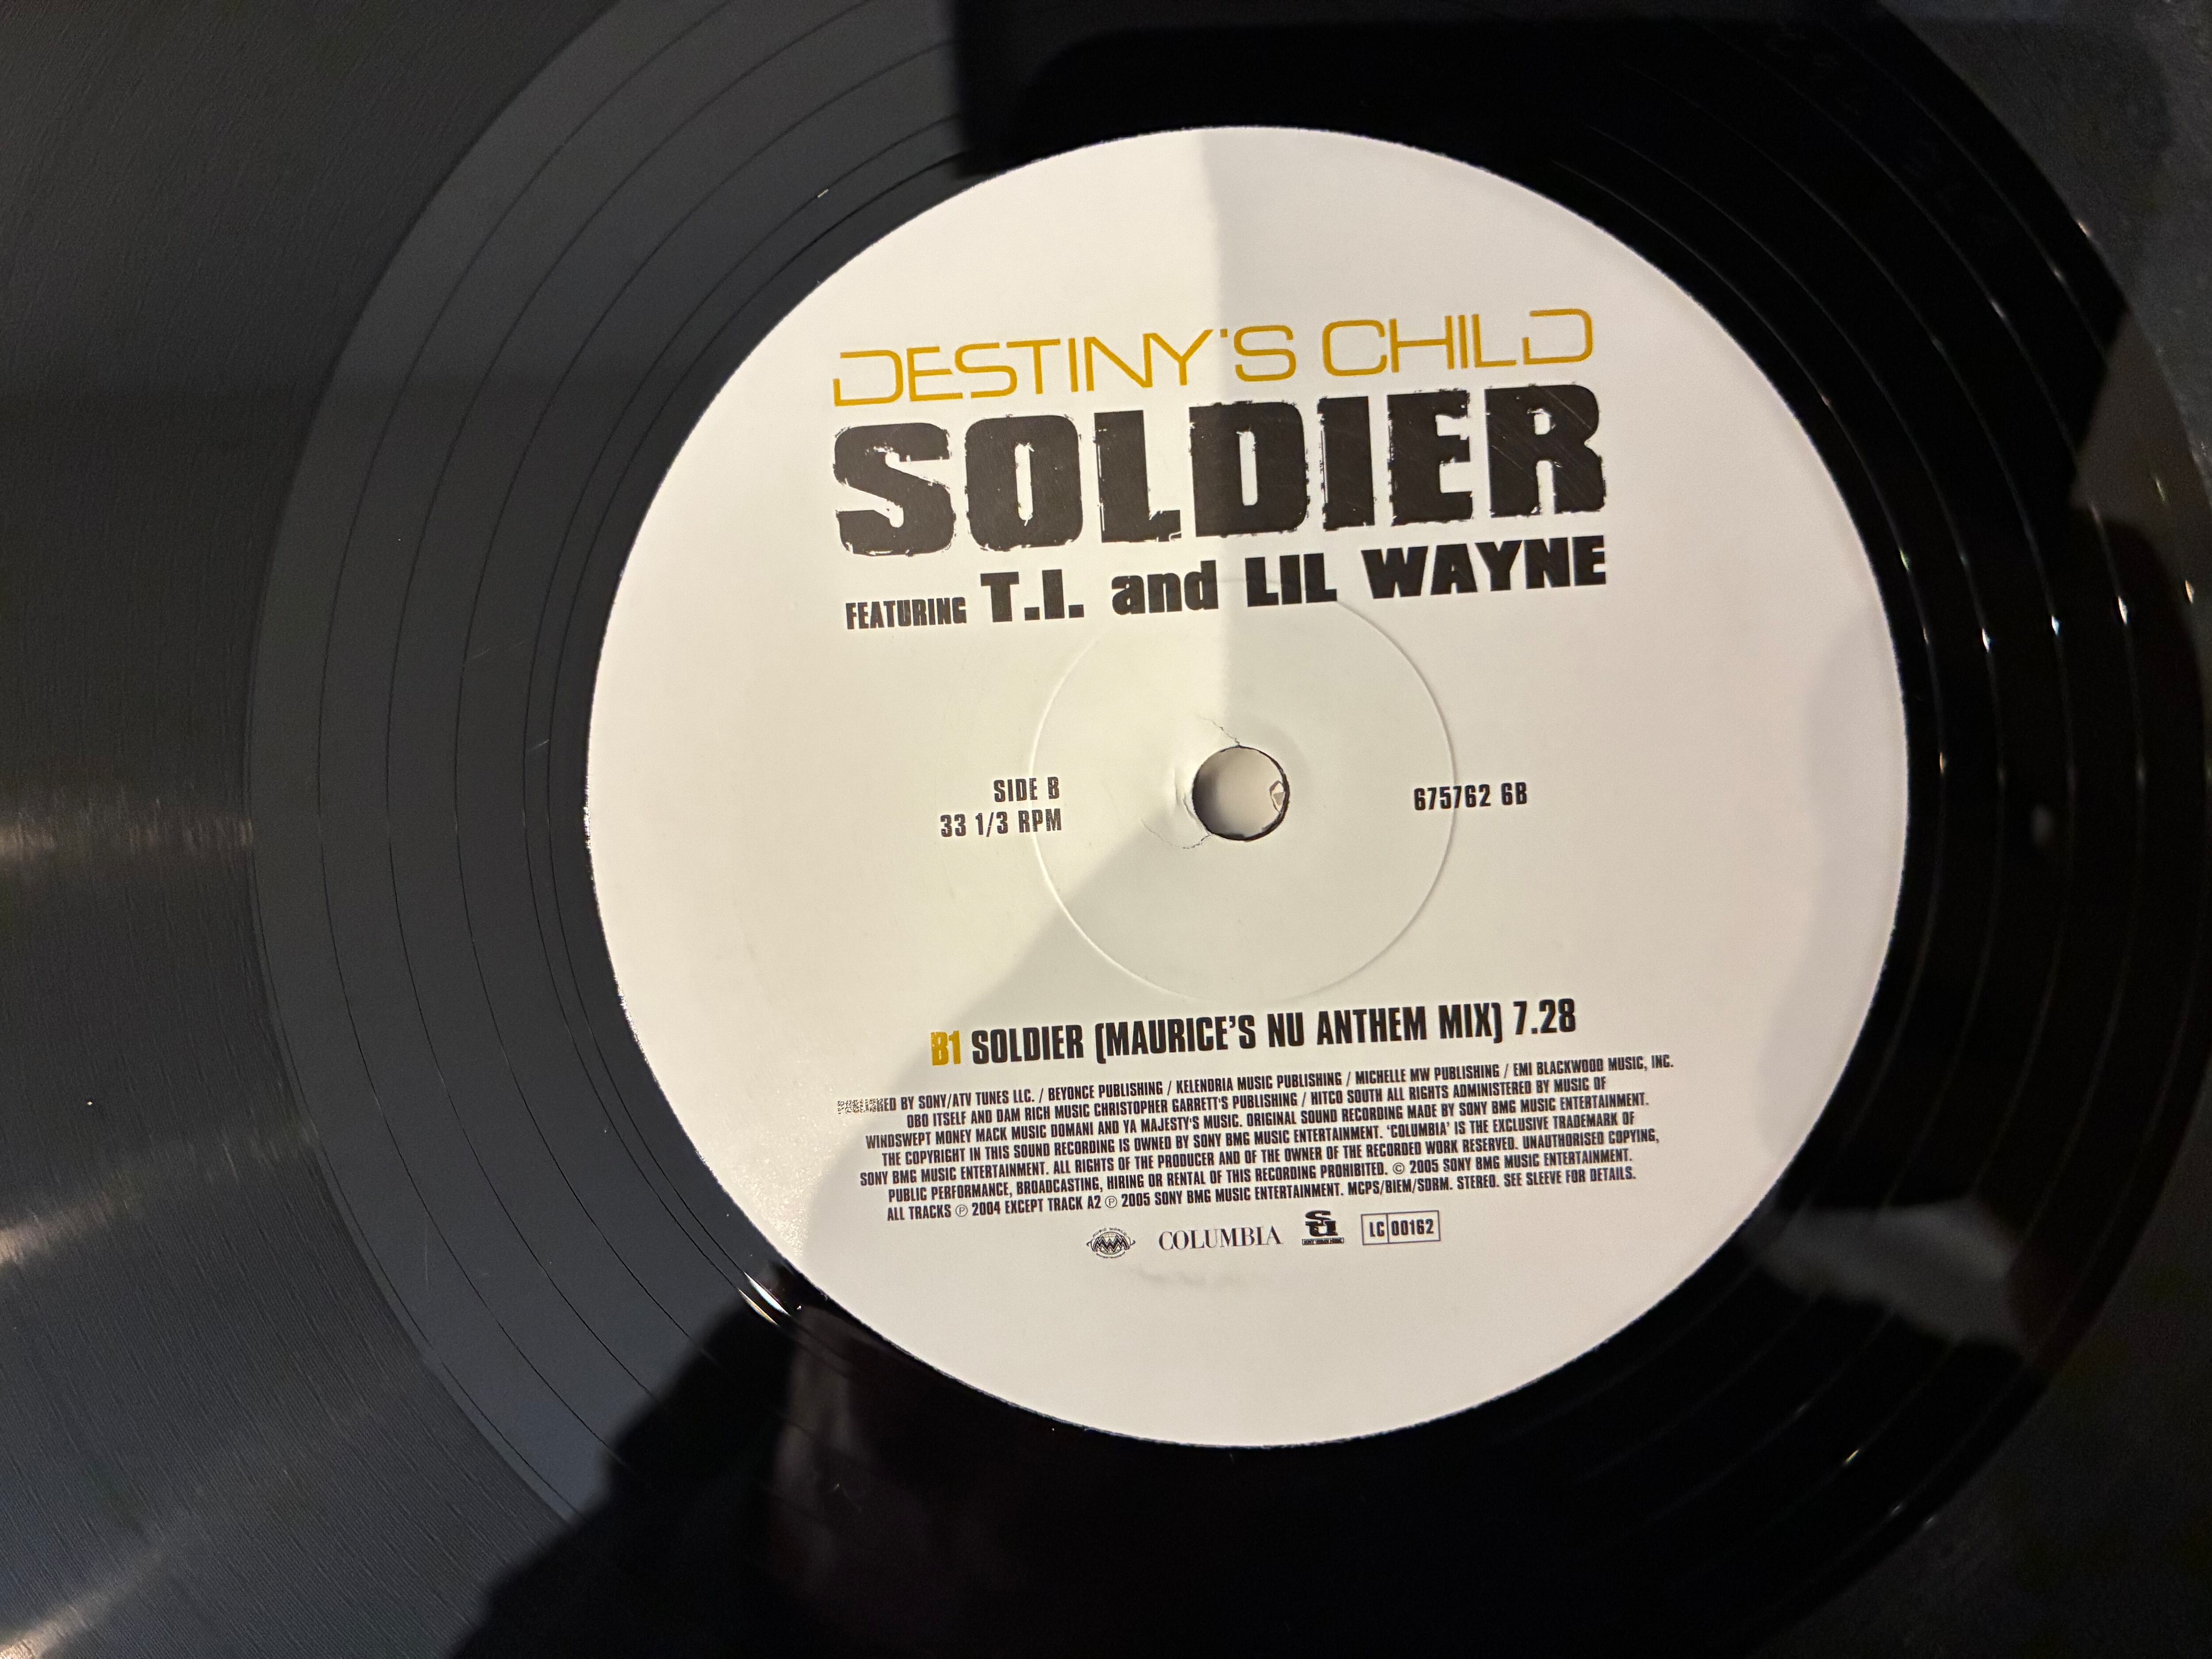 DESTINY'S CHILD
SOLDIER
FEATURING T.I. and LIL WAYNE
SIDE B
33 1/3 RPM
675762 6B
B1 SOLDIER (MAURICE'S NU ANTHEM MIX) 7.28
PUBLISHED BY SONY/ATV TUNES LLC. / BEYONCE PUBLISHING / KELENDRIA MUSIC PUBLISHING / MICHELLE MW PUBLISHING / EMI BLACKWOOD MUSIC, INC.
OBO ITSELF AND DAM RICH MUSIC CHRISTOPHER GARRETT'S PUBLISHING / HITCO SOUTH ALL RIGHTS ADMINISTERED BY MUSIC OF
WINDSWEPT MONEY MACK MUSIC DOMANI AND YA MAJESTY'S MUSIC. ORIGINAL SOUND RECORDING MADE BY SONY BMG MUSIC ENTERTAINMENT.
THE COPYRIGHT IN THIS SOUND RECORDING IS OWNED BY SONY BMG MUSIC ENTERTAINMENT. 'COLUMBIA' IS THE EXCLUSIVE TRADEMARK OF
SONY BMG MUSIC ENTERTAINMENT. ALL RIGHTS OF THE PRODUCER AND OF THE OWNER OF THE RECORDED WORK RESERVED. UNAUTHORISED COPYING,
PUBLIC PERFORMANCE, BROADCASTING, HIRING OR RENTAL OF THIS RECORDING PROHIBITED. © 2005 SONY BMG MUSIC ENTERTAINMENT.
ALL TRACKS ℗ 2004 EXCEPT TRACK A2 ℗ 2005 SONY BMG MUSIC ENTERTAINMENT. MCPS/BIEM/SDRM. STEREO. SEE SLEEVE FOR DETAILS.
COLUMBIA LC 00162